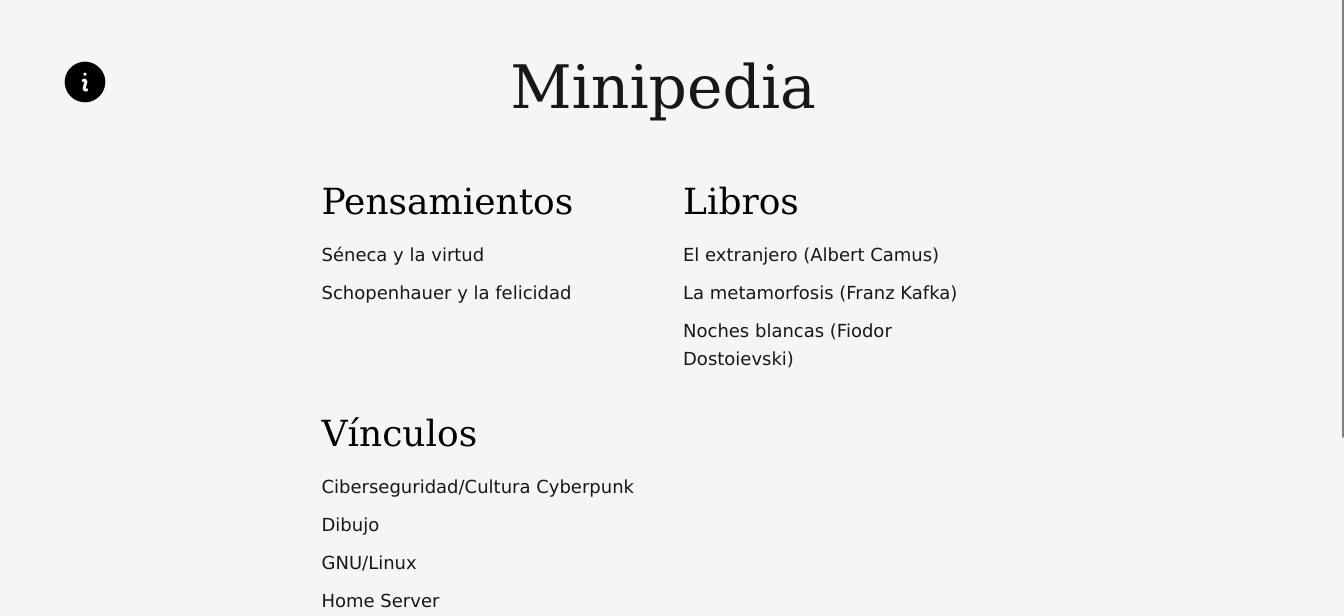 i
Minipedia
Pensamientos
Séneca y la virtud
Schopenhauer y la felicidad
Libros
El extranjero (Albert Camus)
La metamorfosis (Franz Kafka)
Noches blancas (Fiodor
Dostoievski)
Vínculos
Ciberseguridad/Cultura Cyberpunk
Dibujo
GNU/Linux
Home Server